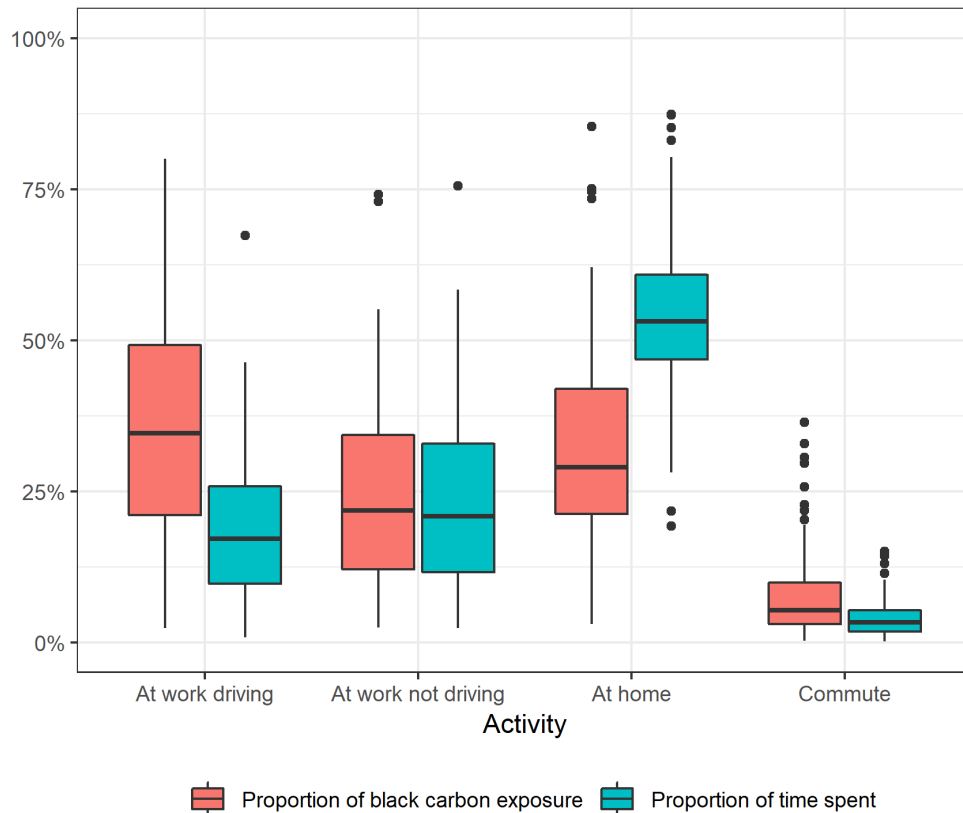 100%
75%
50%
25%
0%
At work driving
At work not driving
At home
Commute
Activity
Proportion of black carbon exposure
Proportion of time spent